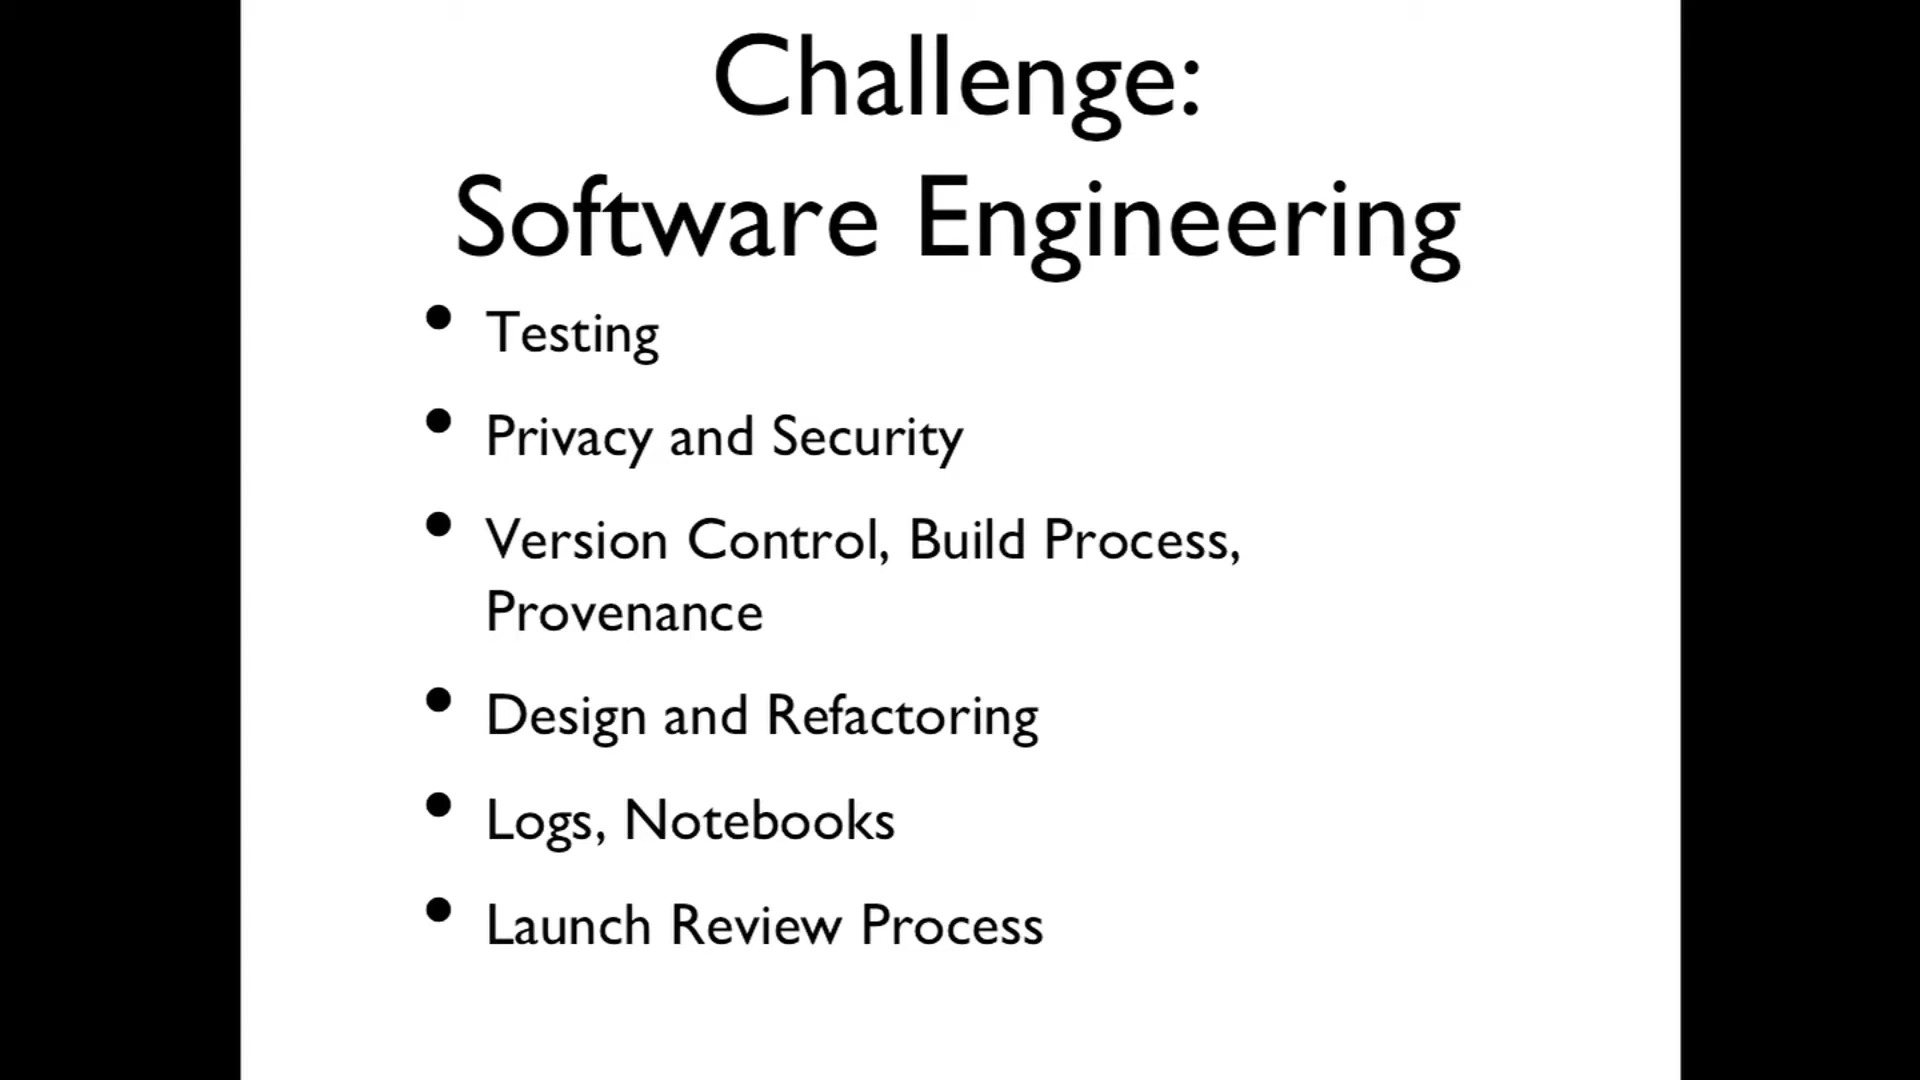 Challenge:
Software Engineering
• Testing
• Privacy and Security
• Version Control, Build Process,
Provenance
• Design and Refactoring
• Logs, Notebooks
• Launch Review Process